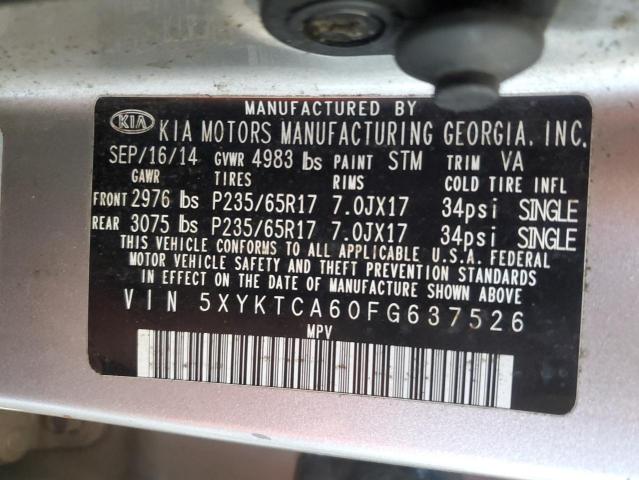 MANUFACTURED BY
KIA KIA MOTORS MANUFACTURING GEORGIA, INC.
SEP/16/14 GVWR 4983 lbs PAINT STM TRIM VA
GAWR TIRES RIMS COLD TIRE INFL
FRONT 2976 lbs P235/65R17 7.0JX17 34psi SINGLE
REAR 3075 lbs P235/65R17 7.0JX17 34psi SINGLE
THIS VEHICLE CONFORMS TO ALL APPLICABLE U.S.A. FEDERAL
MOTOR VEHICLE SAFETY AND THEFT PREVENTION STANDARDS
IN EFFECT ON THE DATE OF MANUFACTURE SHOWN ABOVE.
VIN 5XYKTCA60FG637526
MPV